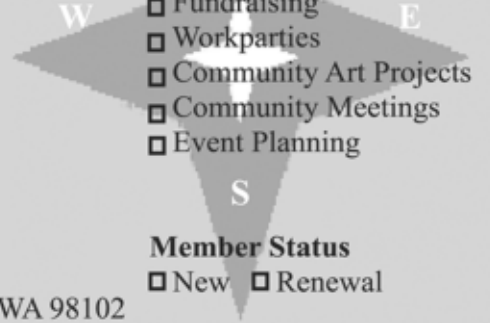 Fundraising
W E
☐ Workparties
☐ Community Art Projects
☐ Community Meetings
☐ Event Planning
S
Member Status
☐ New ☐ Renewal
WA 98102